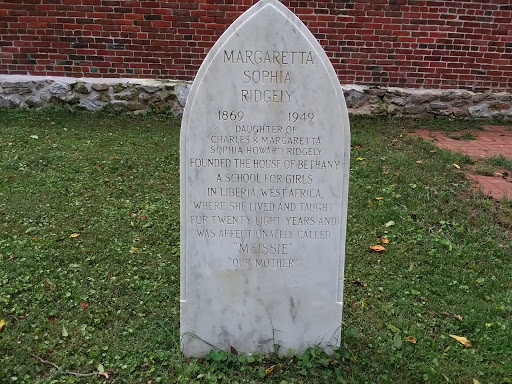 MARGARETTA
SOPHIA
RIDGELY
1869 1949
DAUGHTER OF
CHARLES & MARGARETTA
SOPHIA HOWARD RIDGELY
FOUNDED THE HOUSE OF BETHANY
A SCHOOL FOR GIRLS
IN LIBERIA, WEST AFRICA,
WHERE SHE LIVED AND TAUGHT
FOR TWENTY EIGHT YEARS AND
WAS AFFECTIONALLY CALLED
"MEISSIE"
"OUR MOTHER"